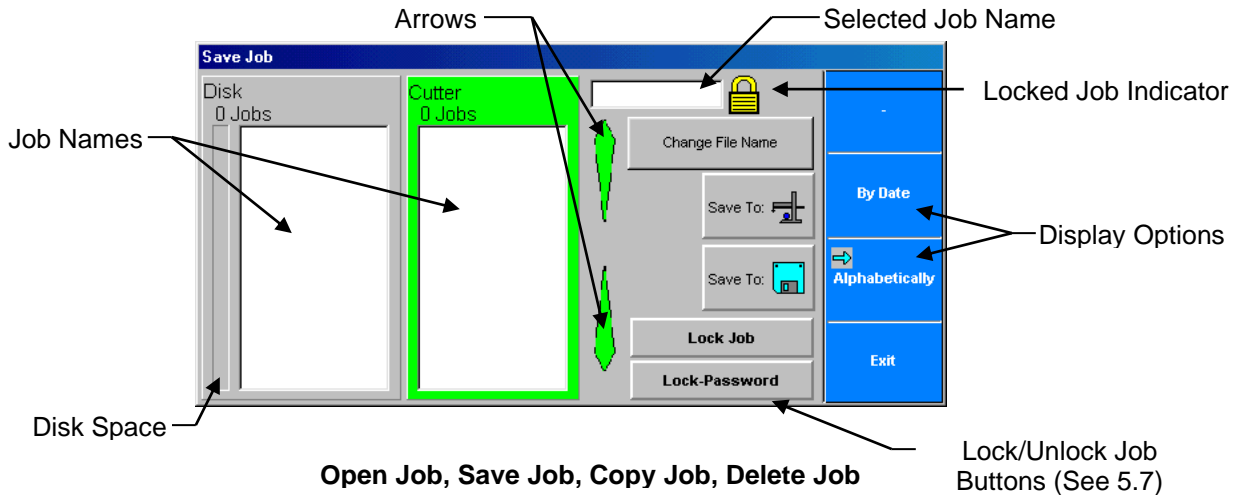 Arrows
Selected Job Name
Save Job
Disk
0 Jobs
Cutter
0 Jobs
-
Locked Job Indicator
Job Names
Change File Name
By Date
Save To:
Display Options
Save To:
Alphabetically
Lock Job
Exit
Lock-Password
Disk Space
Lock/Unlock Job
Buttons (See 5.7)
Open Job, Save Job, Copy Job, Delete Job